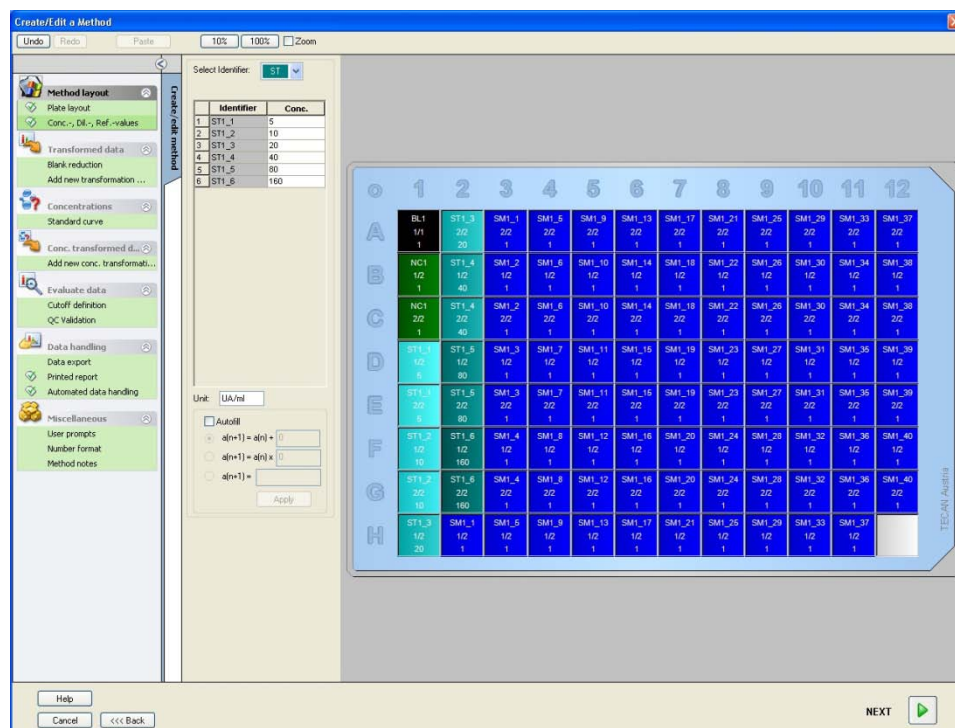 Create/Edit a Method
Undo Redo Paste 10% 100% Zoom
Method layout
Plate layout
Conc.-, Dil.-, Ref.-values
Transformed data
Blank reduction
Add new transformation ...
Concentrations
Standard curve
Conc. transformed d...
Add new conc. transformati...
Evaluate data
Cutoff definition
QC Validation
Data handling
Data export
Printed report
Automated data handling
Miscellaneous
User prompts
Number format
Method notes
Create/edit method
Select Identifier: ST
Identifier Conc.
1 ST1_1 5
2 ST1_2 10
3 ST1_3 20
4 ST1_4 40
5 ST1_5 80
6 ST1_6 160
Unit: UA/ml
Autofill
a(n+1) = a(n) + 0
a(n+1) = a(n) x 0
a(n+1) =
Apply
1 2 3 4 5 6 7 8 9 10 11 12
A
BL1 ST1_3 SM1_1 SM1_5 SM1_9 SM1_13 SM1_17 SM1_21 SM1_25 SM1_29 SM1_33 SM1_37
1/1 2/2 2/2 2/2 2/2 2/2 2/2 2/2 2/2 2/2 2/2 2/2
1 20 1 1 1 1 1 1 1 1 1 1
B
NC1 ST1_4 SM1_2 SM1_6 SM1_10 SM1_14 SM1_18 SM1_22 SM1_26 SM1_30 SM1_34 SM1_38
1/2 1/2 1/2 1/2 1/2 1/2 1/2 1/2 1/2 1/2 1/2 1/2
1 40 1 1 1 1 1 1 1 1 1 1
C
NC1 ST1_4 SM1_2 SM1_6 SM1_10 SM1_14 SM1_18 SM1_22 SM1_26 SM1_30 SM1_34 SM1_38
2/2 2/2 2/2 2/2 2/2 2/2 2/2 2/2 2/2 2/2 2/2 2/2
1 40 1 1 1 1 1 1 1 1 1 1
D
ST1_1 ST1_5 SM1_3 SM1_7 SM1_11 SM1_15 SM1_19 SM1_23 SM1_27 SM1_31 SM1_35 SM1_39
1/2 1/2 1/2 1/2 1/2 1/2 1/2 1/2 1/2 1/2 1/2 1/2
5 80 1 1 1 1 1 1 1 1 1 1
E
ST1_1 ST1_5 SM1_3 SM1_7 SM1_11 SM1_15 SM1_19 SM1_23 SM1_27 SM1_31 SM1_35 SM1_39
2/2 2/2 2/2 2/2 2/2 2/2 2/2 2/2 2/2 2/2 2/2 2/2
5 80 1 1 1 1 1 1 1 1 1 1
F
ST1_2 ST1_6 SM1_4 SM1_8 SM1_12 SM1_16 SM1_20 SM1_24 SM1_28 SM1_32 SM1_36 SM1_40
1/2 1/2 1/2 1/2 1/2 1/2 1/2 1/2 1/2 1/2 1/2 1/2
10 160 1 1 1 1 1 1 1 1 1 1
G
ST1_2 ST1_6 SM1_4 SM1_8 SM1_12 SM1_16 SM1_20 SM1_24 SM1_28 SM1_32 SM1_36 SM1_40
2/2 2/2 2/2 2/2 2/2 2/2 2/2 2/2 2/2 2/2 2/2 2/2
10 160 1 1 1 1 1 1 1 1 1 1
H
ST1_3 SM1_1 SM1_5 SM1_9 SM1_13 SM1_17 SM1_21 SM1_25 SM1_29 SM1_33 SM1_37
1/2 1/2 1/2 1/2 1/2 1/2 1/2 1/2 1/2 1/2 1/2
20 1 1 1 1 1 1 1 1 1 1
TECAN Austria
Help
Cancel <<< Back
NEXT